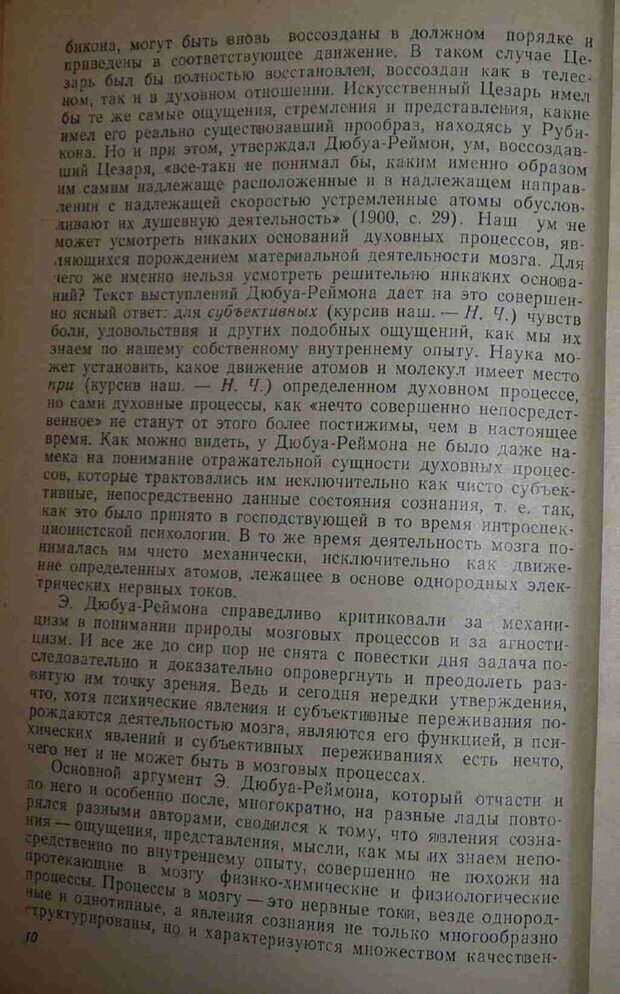 бикона, могут быть вновь воссозданы в должном порядке и
приведены в соответствующее движение. В таком случае Це-
зарь был бы полностью восстановлен, воссоздан как в телес-
ном, так и в духовном отношении. Искусственный Цезарь имел
бы те же самые ощущения, стремления и представления, какие
имел его реально существовавший прообраз, находясь у Руби-
кона. Но и при этом, утверждал Дюбуа-Реймон, ум, воссоздав-
ший Цезаря, «все-таки не понимал бы, каким именно образом
им самим надлежаще расположенные и в надлежащем направ-
лении с надлежащей скоростью устремленные атомы обуслов-
ливают их душевную деятельность» (1900, с. 29). Наш ум не
может усмотреть никаких оснований духовных процессов, яв-
ляющихся порождением материальной деятельности мозга. Для
чего же именно нельзя усмотреть решительно никаких основа-
ний? Текст выступлений Дюбуа-Реймона дает на это совершен-
но ясный ответ: для субъективных (курсив наш. — Н. Ч.) чувств
боли, удовольствия и других подобных ощущений, как мы их
знаем по нашему собственному внутреннему опыту. Наука мо-
жет установить, какое движение атомов и молекул имеет место
при (курсив наш. — Н. Ч.) определенном духовном процессе,
но сами духовные процессы, как «нечто совершенно непосредст-
венное» не станут от этого более постижимы, чем в настоящее
время. Как можно видеть, у Дюбуа-Реймона не было даже на-
мека на понимание отражательной сущности духовных процес-
сов, которые трактовались им исключительно как чисто субъек-
тивные, непосредственно данные состояния сознания, т. е. так,
как это было принято в господствующей в то время интроспек-
ционистской психологии. В то же время деятельность мозга по-
нималась им чисто механически, исключительно как движе-
ние определенных атомов, лежащее в основе однородных элек-
трических нервных токов.
Э. Дюбуа-Реймона справедливо критиковали за механи-
цизм в понимании природы мозговых процессов и за агности-
цизм. И все же до сир пор не снята с повестки дня задача по-
следовательно и доказательно опровергнуть и преодолеть раз-
витую им точку зрения. Ведь и сегодня нередки утверждения,
что, хотя психические явления и субъективные переживания по-
рождаются деятельностью мозга, являются его функцией, в пси-
хических явлений и субъективных переживаниях есть нечто,
чего нет и не может быть в мозговых процессах.
Основной аргумент Э. Дюбуа-Реймона, который отчасти и
до него и особенно после, многократно, на разные лады повто-
рялся разными авторами, сводился к тому, что явления созна-
ния — ощущения, представления, мысли, как мы их знаем непо-
средственно по внутреннему опыту, совершенно не похожи на
протекающие в мозгу физико-химические и физиологические
процессы. Процессы в мозгу — это нервные токи, везде однород-
ные и однотипные, а явления сознания не только многообразно
структурированы, но и характеризуются множеством качествен-
10